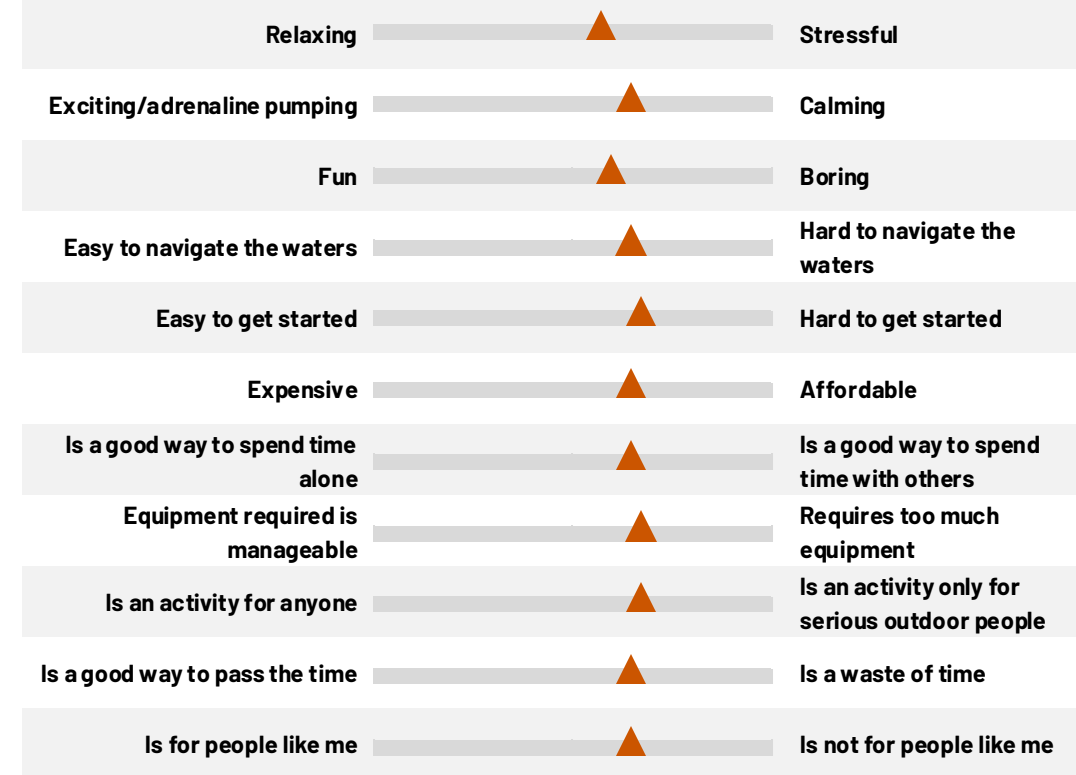 Relaxing
Stressful
Exciting/adrenaline pumping
Calming
Fun
Boring
Easy to navigate the waters
Hard to navigate the
waters
Easy to get started
Hard to get started
Expensive
Affordable
Is a good way to spend time
alone
Is a good way to spend
time with others
Equipment required is
manageable
Requires too much
equipment
Is an activity for anyone
Is an activity only for
serious outdoor people
Is a good way to pass the time
Is a waste of time
Is for people like me
Is not for people like me